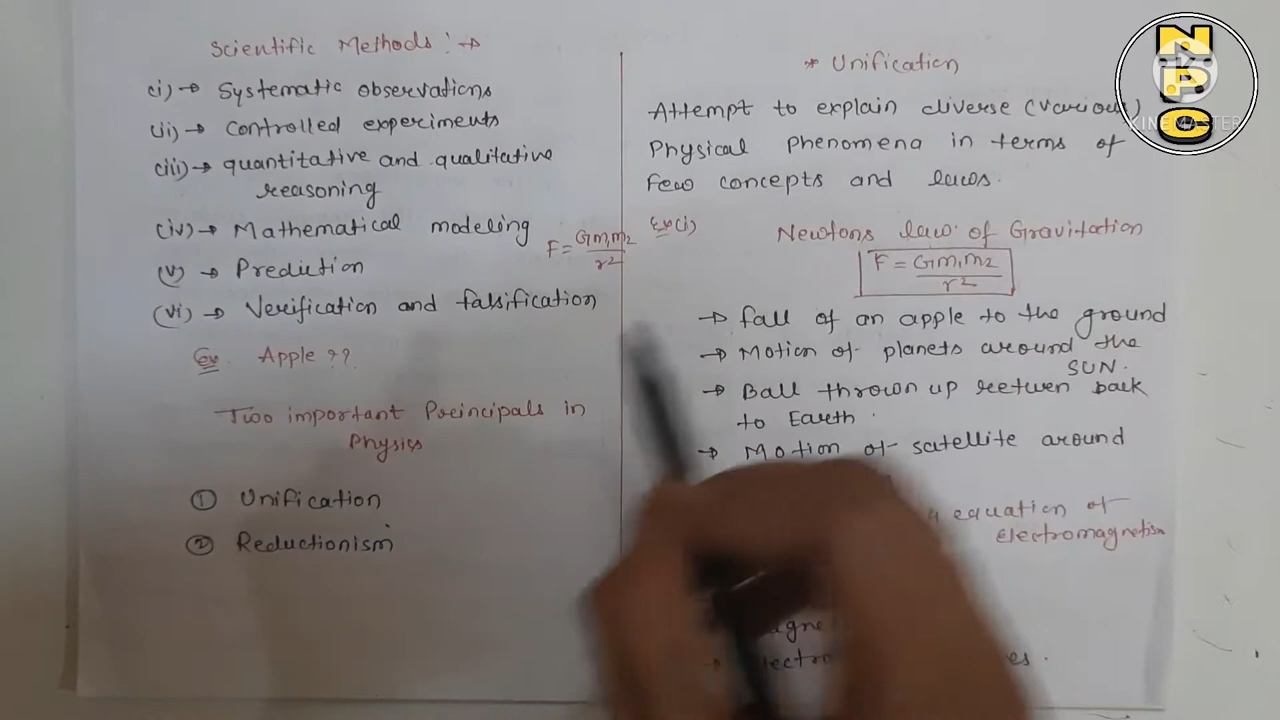 Scientific Methods :→
(i) → Systematic observations
(ii) → Controlled experiments
(iii) → quantitative and qualitative
reasoning
(iv) → Mathematical modeling
F = Gm1m2/r²
(v) → Prediction
(vi) → Verification and falsification
Ex. Apple ??
Two important Principals in
Physics
① Unification
② Reductionism
* Unification
Attempt to explain diverse (various)
Physical phenomena in terms of
Few concepts and laws.
Ex (i) Newtons law of Gravitation
F = Gm1m2/r²
→ fall of an apple to the ground
→ Motion of planets around the
SUN.
→ Ball thrown up return back
to Earth.
→ Motion of satellite around
equation of
Electromagnetism
NPC
KINEMASTER